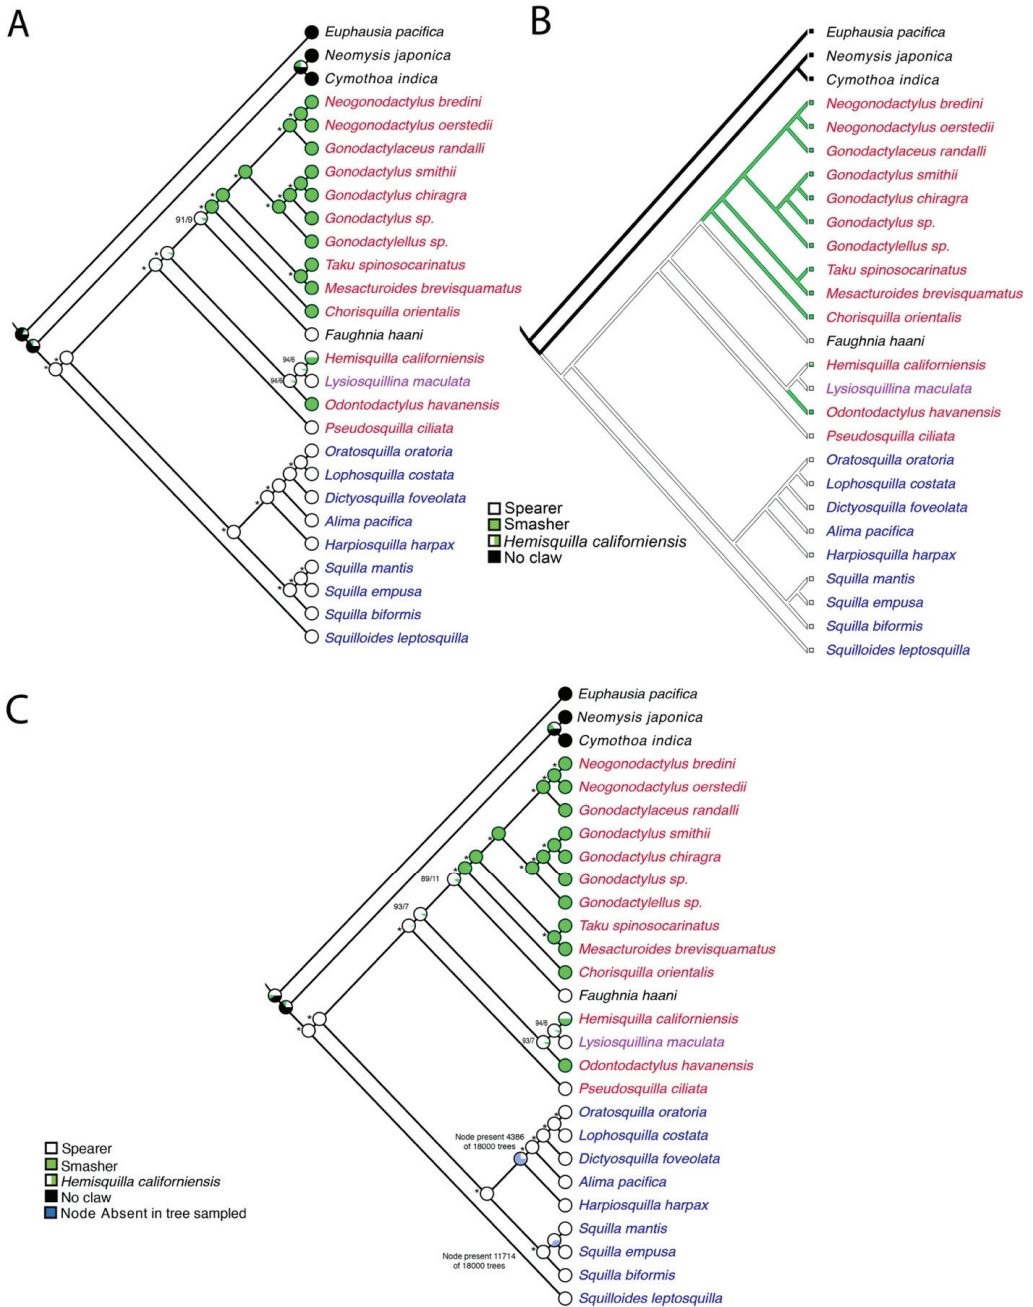 A
Euphausia pacifica
Neomysis japonica
Cymothoa indica
Neogonodactylus bredini
Neogonodactylus oerstedii
Gonodactylaceus randalli
Gonodactylus smithii
Gonodactylus chiragra
Gonodactylus sp.
Gonodactylellus sp.
Taku spinosocarinatus
Mesacturoides brevisquamatus
Chorisquilla orientalis
Faughnia haani
Hemisquilla californiensis
Lysiosquillina maculata
Odontodactylus havanensis
Pseudosquilla ciliata
Oratosquilla oratoria
Lophosquilla costata
Dictyosquilla foveolata
Alima pacifica
Harpiosquilla harpax
Squilla mantis
Squilla empusa
Squilla biformis
Squilloides leptosquilla
91/9
94/6
94/6
B
Euphausia pacifica
Neomysis japonica
Cymothoa indica
Neogonodactylus bredini
Neogonodactylus oerstedii
Gonodactylaceus randalli
Gonodactylus smithii
Gonodactylus chiragra
Gonodactylus sp.
Gonodactylellus sp.
Taku spinosocarinatus
Mesacturoides brevisquamatus
Chorisquilla orientalis
Faughnia haani
Hemisquilla californiensis
Lysiosquillina maculata
Odontodactylus havanensis
Pseudosquilla ciliata
Oratosquilla oratoria
Lophosquilla costata
Dictyosquilla foveolata
Alima pacifica
Harpiosquilla harpax
Squilla mantis
Squilla empusa
Squilla biformis
Squilloides leptosquilla
Spearer
Smasher
Hemisquilla californiensis
No claw
C
Euphausia pacifica
Neomysis japonica
Cymothoa indica
Neogonodactylus bredini
Neogonodactylus oerstedii
Gonodactylaceus randalli
Gonodactylus smithii
Gonodactylus chiragra
Gonodactylus sp.
Gonodactylellus sp.
Taku spinosocarinatus
Mesacturoides brevisquamatus
Chorisquilla orientalis
Faughnia haani
Hemisquilla californiensis
Lysiosquillina maculata
Odontodactylus havanensis
Pseudosquilla ciliata
Oratosquilla oratoria
Lophosquilla costata
Dictyosquilla foveolata
Alima pacifica
Harpiosquilla harpax
Squilla mantis
Squilla empusa
Squilla biformis
Squilloides leptosquilla
89/11
93/7
94/6
93/7
Node present 4386
of 18000 trees
Node present 11714
of 18000 trees
Spearer
Smasher
Hemisquilla californiensis
No claw
Node Absent in tree sampled